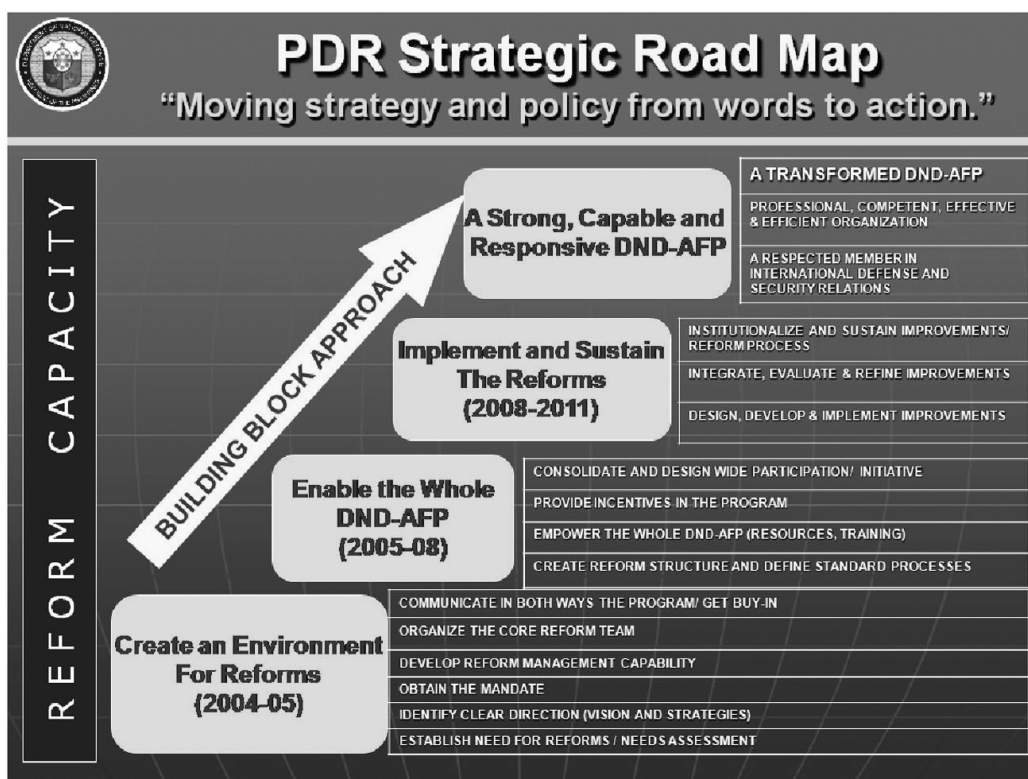 PDR Strategic Road Map
“Moving strategy and policy from words to action.”
REFORM CAPACITY
BUILDING BLOCK APPROACH
A Strong, Capable and
Responsive DND-AFP
A TRANSFORMED DND-AFP
PROFESSIONAL, COMPETENT, EFFECTIVE
& EFFICIENT ORGANIZATION
A RESPECTED MEMBER IN
INTERNATIONAL DEFENSE AND
SECURITY RELATIONS
Implement and Sustain
The Reforms
(2008-2011)
INSTITUTIONALIZE AND SUSTAIN IMPROVEMENTS/
REFORM PROCESS
INTEGRATE, EVALUATE & REFINE IMPROVEMENTS
DESIGN, DEVELOP & IMPLEMENT IMPROVEMENTS
Enable the Whole
DND-AFP
(2005-08)
CONSOLIDATE AND DESIGN WIDE PARTICIPATION/ INITIATIVE
PROVIDE INCENTIVES IN THE PROGRAM
EMPOWER THE WHOLE DND-AFP (RESOURCES, TRAINING)
CREATE REFORM STRUCTURE AND DEFINE STANDARD PROCESSES
Create an Environment
For Reforms
(2004-05)
COMMUNICATE IN BOTH WAYS THE PROGRAM/ GET BUY-IN
ORGANIZE THE CORE REFORM TEAM
DEVELOP REFORM MANAGEMENT CAPABILITY
OBTAIN THE MANDATE
IDENTIFY CLEAR DIRECTION (VISION AND STRATEGIES)
ESTABLISH NEED FOR REFORMS / NEEDS ASSESSMENT